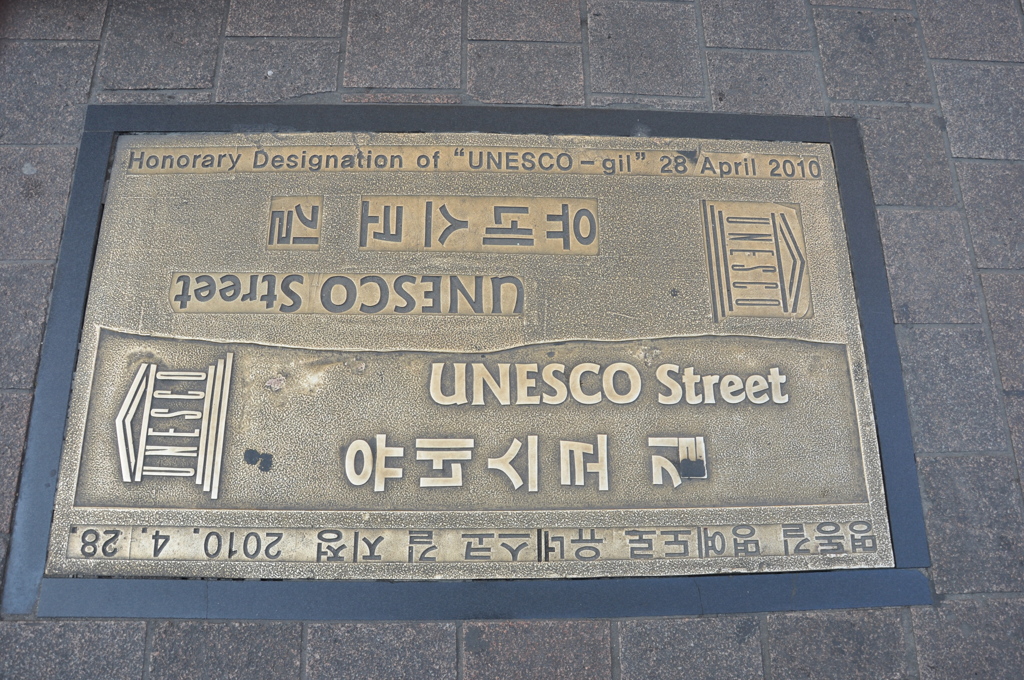 Honorary Designation of "UNESCO-gil" 28 April 2010
유네스코 길
UNESCO
UNESCO Street
UNESCO Street
UNESCO
유네스코 길
명동길 명예도로 유네스코 길 지정 2010. 4. 28.